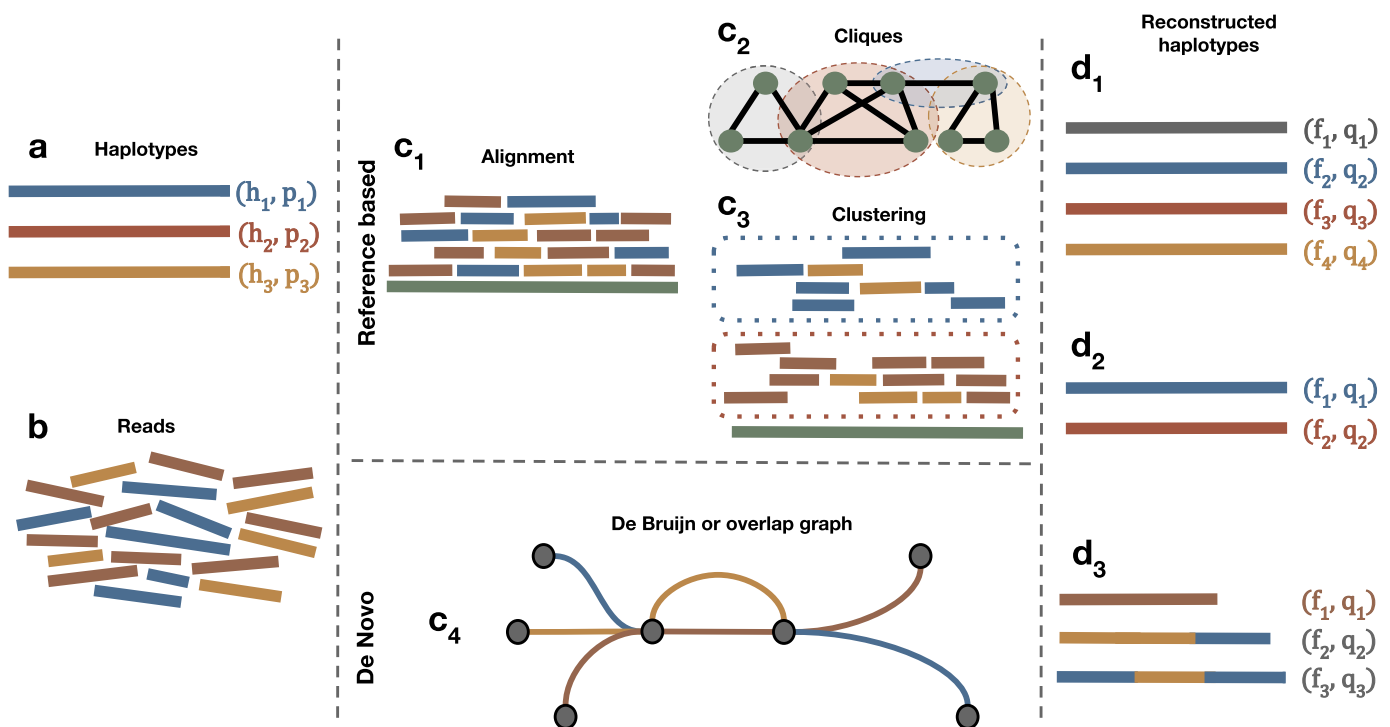 a
Haplotypes
(h₁, p₁)
(h₂, p₂)
(h₃, p₃)
b
Reads
Reference based
c₁
Alignment
c₂
Cliques
c₃
Clustering
De Novo
De Bruijn or overlap graph
c₄
Reconstructed
haplotypes
d₁
(f₁, q₁)
(f₂, q₂)
(f₃, q₃)
(f₄, q₄)
d₂
(f₁, q₁)
(f₂, q₂)
d₃
(f₁, q₁)
(f₂, q₂)
(f₃, q₃)